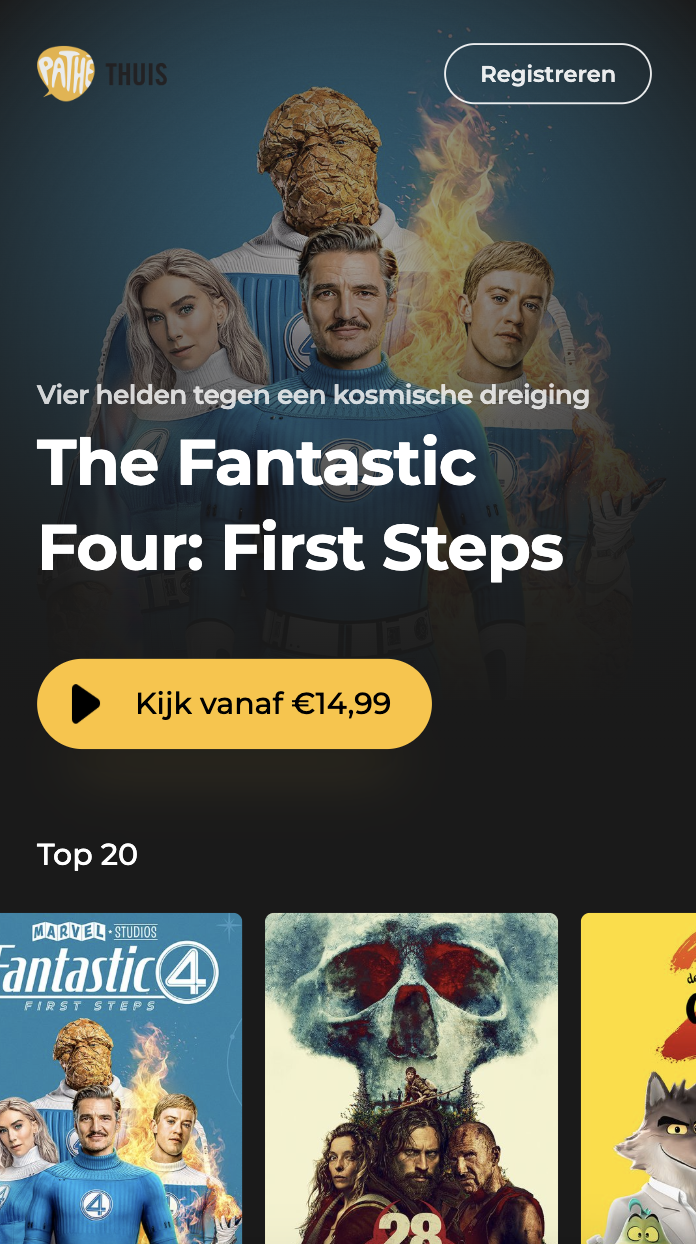 PATHE THUIS
Registreren
Vier helden tegen een kosmische dreiging
The Fantastic
Four: First Steps
Kijk vanaf €14,99
Top 20
MARVEL STUDIOS
Fantastic 4
FIRST STEPS
28